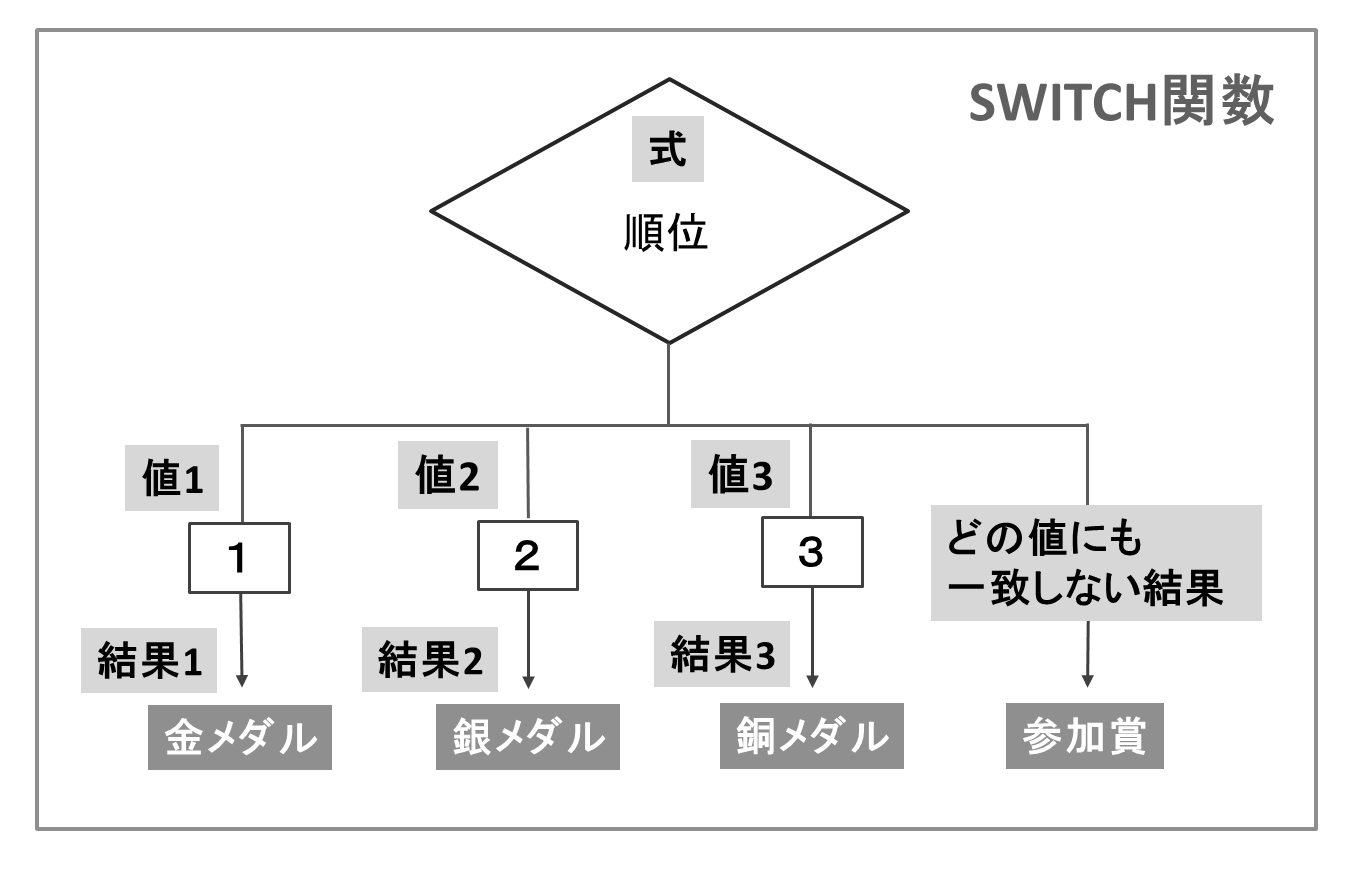 SWITCH関数
式
順位
値1
値2
値3
1
2
3
どの値にも
一致しない結果
結果1
結果2
結果3
金メダル
銀メダル
銅メダル
参加賞